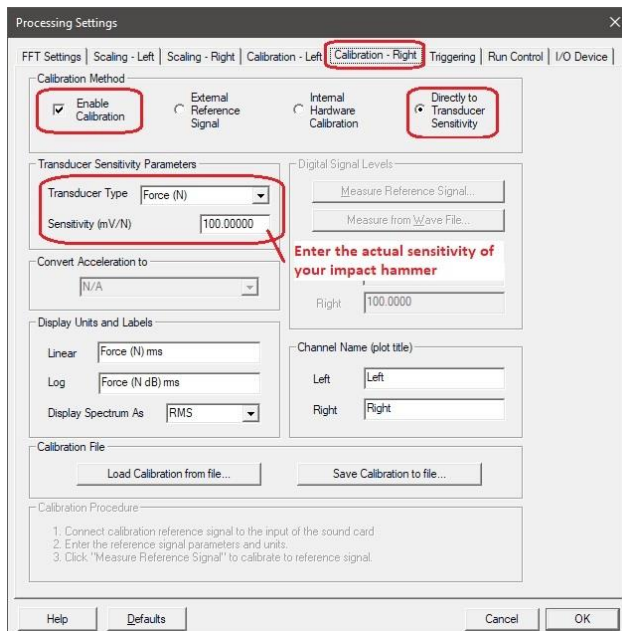 Processing Settings
FFT Settings | Scaling - Left | Scaling - Right | Calibration - Left | Calibration - Right | Triggering | Run Control | I/O Device
Calibration Method
Enable Calibration
External Reference Signal
Internal Hardware Calibration
Directly to Transducer Sensitivity
Transducer Sensitivity Parameters
Transducer Type Force (N)
Sensitivity (mV/N) 100.00000
Digital Signal Levels
Measure Reference Signal...
Measure from Wave File...
Enter the actual sensitivity of
your impact hammer
Right 100.0000
Convert Acceleration to
N/A
Display Units and Labels
Linear Force (N) rms
Log Force (N dB) rms
Display Spectrum As RMS
Channel Name (plot title)
Left Left
Right Right
Calibration File
Load Calibration from file...
Save Calibration to file...
Calibration Procedure
1. Connect calibration reference signal to the input of the sound card
2. Enter the reference signal parameters and units.
3. Click "Measure Reference Signal" to calibrate to reference signal.
Help
Defaults
Cancel
OK